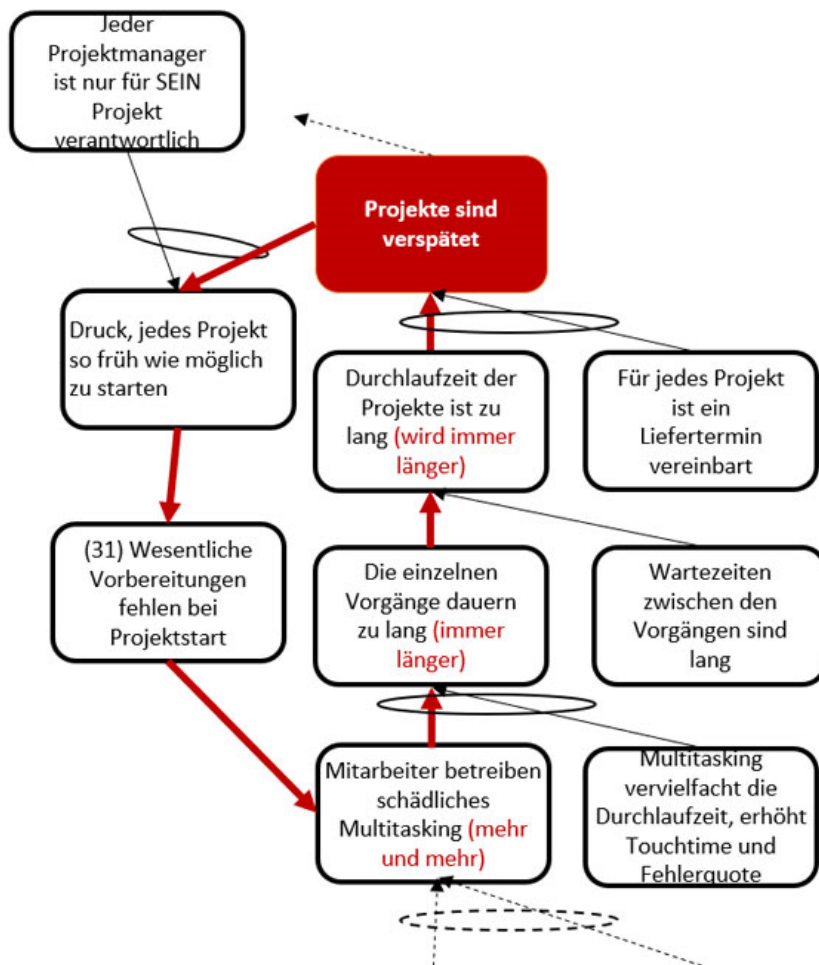 Jeder
Projektmanager
ist nur für SEIN
Projekt
verantwortlich
Projekte sind
verspätet
Druck, jedes Projekt
so früh wie möglich
zu starten
Durchlaufzeit der
Projekte ist zu
lang (wird immer
länger)
Für jedes Projekt
ist ein
Liefertermin
vereinbart
(31) Wesentliche
Vorbereitungen
fehlen bei
Projektstart
Die einzelnen
Vorgänge dauern
zu lang (immer
länger)
Wartezeiten
zwischen den
Vorgängen sind
lang
Mitarbeiter betreiben
schädliches
Multitasking (mehr
und mehr)
Multitasking
vervielfacht die
Durchlaufzeit, erhöht
Touchtime und
Fehlerquote